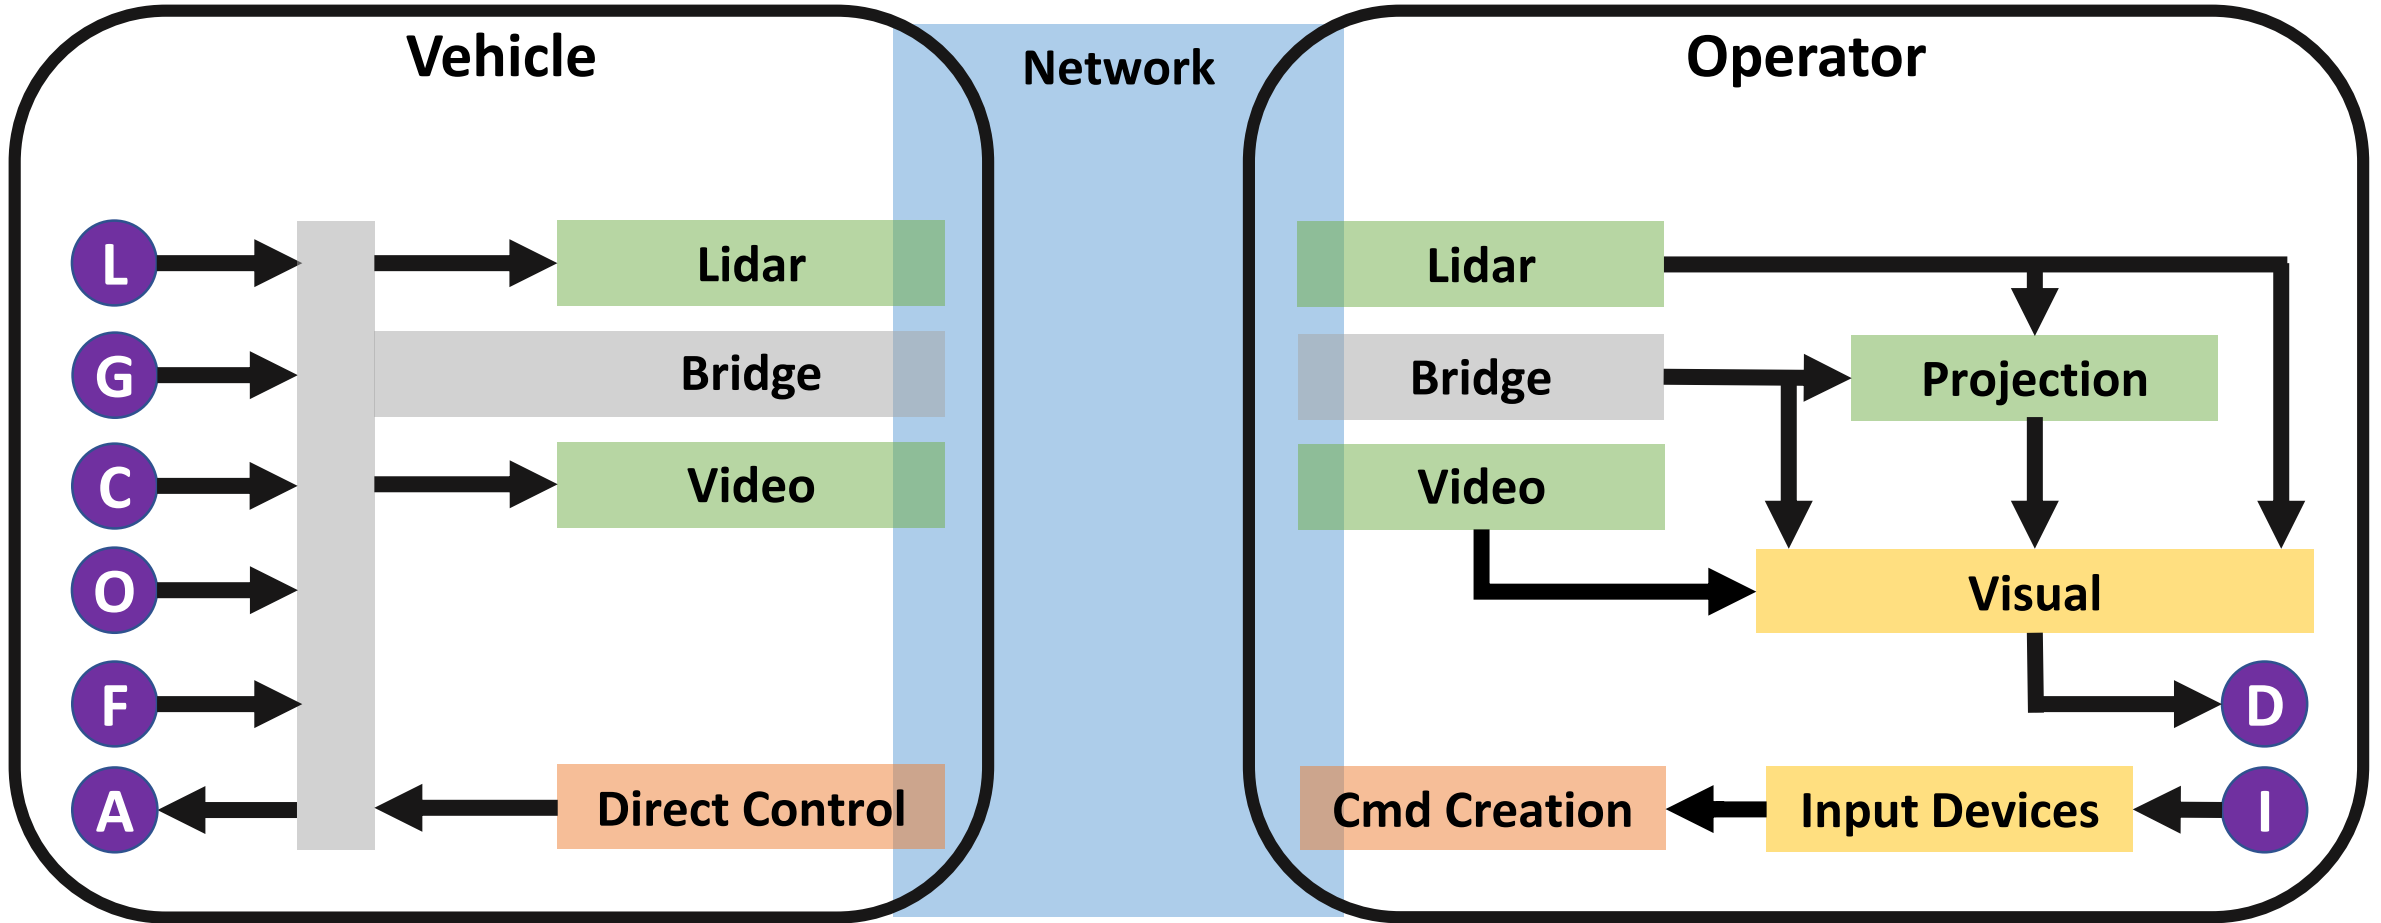 Vehicle
Network
Operator
L
Lidar
Lidar
G
Bridge
Bridge
Projection
C
Video
Video
O
Visual
F
D
A
Direct Control
Cmd Creation
Input Devices
I